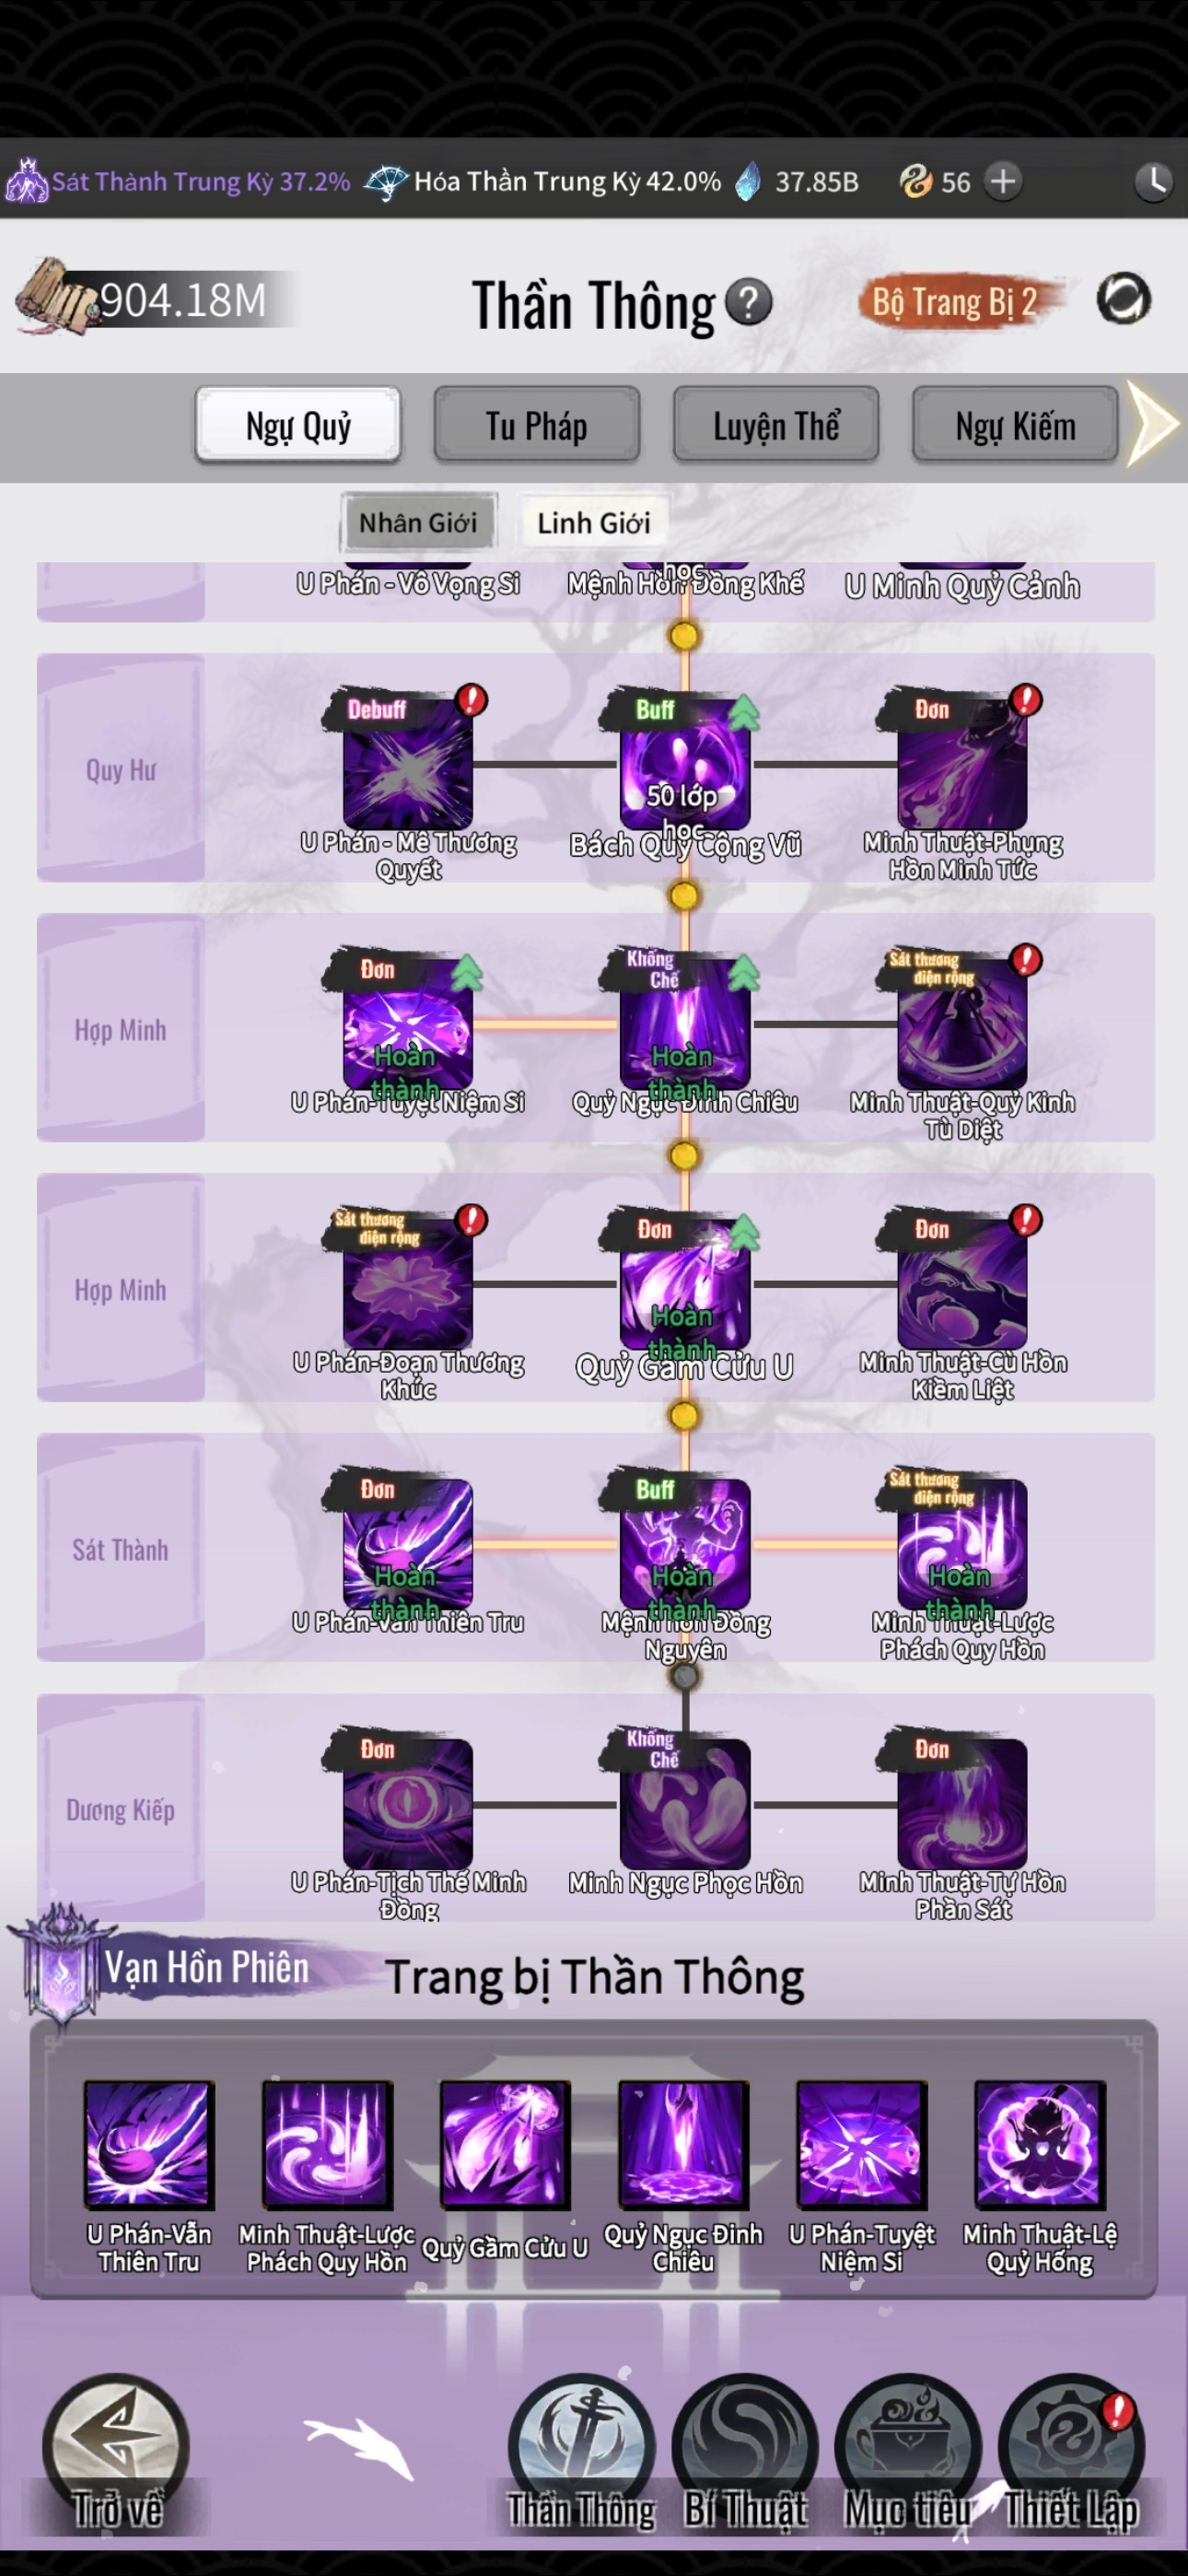 Sát Thành Trung Kỳ 37.2% Hóa Thần Trung Kỳ 42.0% 37.85B 56
904.18M Thần Thông ? Bộ Trang Bị 2
Ngự Quỷ Tu Pháp Luyện Thể Ngự Kiếm
Nhân Giới Linh Giới
học
U Phán - Vô Vọng Si Mệnh Hồn Đồng Khế U Minh Quỷ Cảnh
Debuff Buff Đơn
Quy Hư
50 lớp
học
U Phán - Mê Thương Bách Quỷ Cộng Vũ Minh Thuật-Phụng
Quyết Hồn Minh Tức
Đơn Khống Sát thương
Chế diện rộng
Hợp Minh
Hoàn Hoàn
thành thành
U Phán-Tuyệt Niệm Si Quỷ Ngục Đinh Chiêu Minh Thuật-Quỷ Kinh
Tù Diệt
Sát thương Đơn Đơn
diện rộng
Hợp Minh
Hoàn
thành
U Phán-Đoạn Thương Quỷ Gầm Cửu U Minh Thuật-Cù Hồn
Khúc Kiềm Liệt
Đơn Buff Sát thương
diện rộng
Sát Thành
Hoàn Hoàn Hoàn
thành thành thành
U Phán-Vẫn Thiên Tru Mệnh Hồn Đồng Minh Thuật-Lược
Nguyên Phách Quy Hồn
Đơn Khống Đơn
Chế
Dương Kiếp
U Phán-Tịch Thế Minh Minh Ngục Phọc Hồn Minh Thuật-Tự Hồn
Đồng Phần Sát
Vạn Hồn Phiên Trang bị Thần Thông
U Phán-Vẫn Minh Thuật-Lược Quỷ Gầm Cửu U Quỷ Ngục Đinh U Phán-Tuyệt Minh Thuật-Lệ
Thiên Tru Phách Quy Hồn Chiêu Niệm Si Quỷ Hống
Trở về Thần Thông Bí Thuật Mục tiêu Thiết Lập